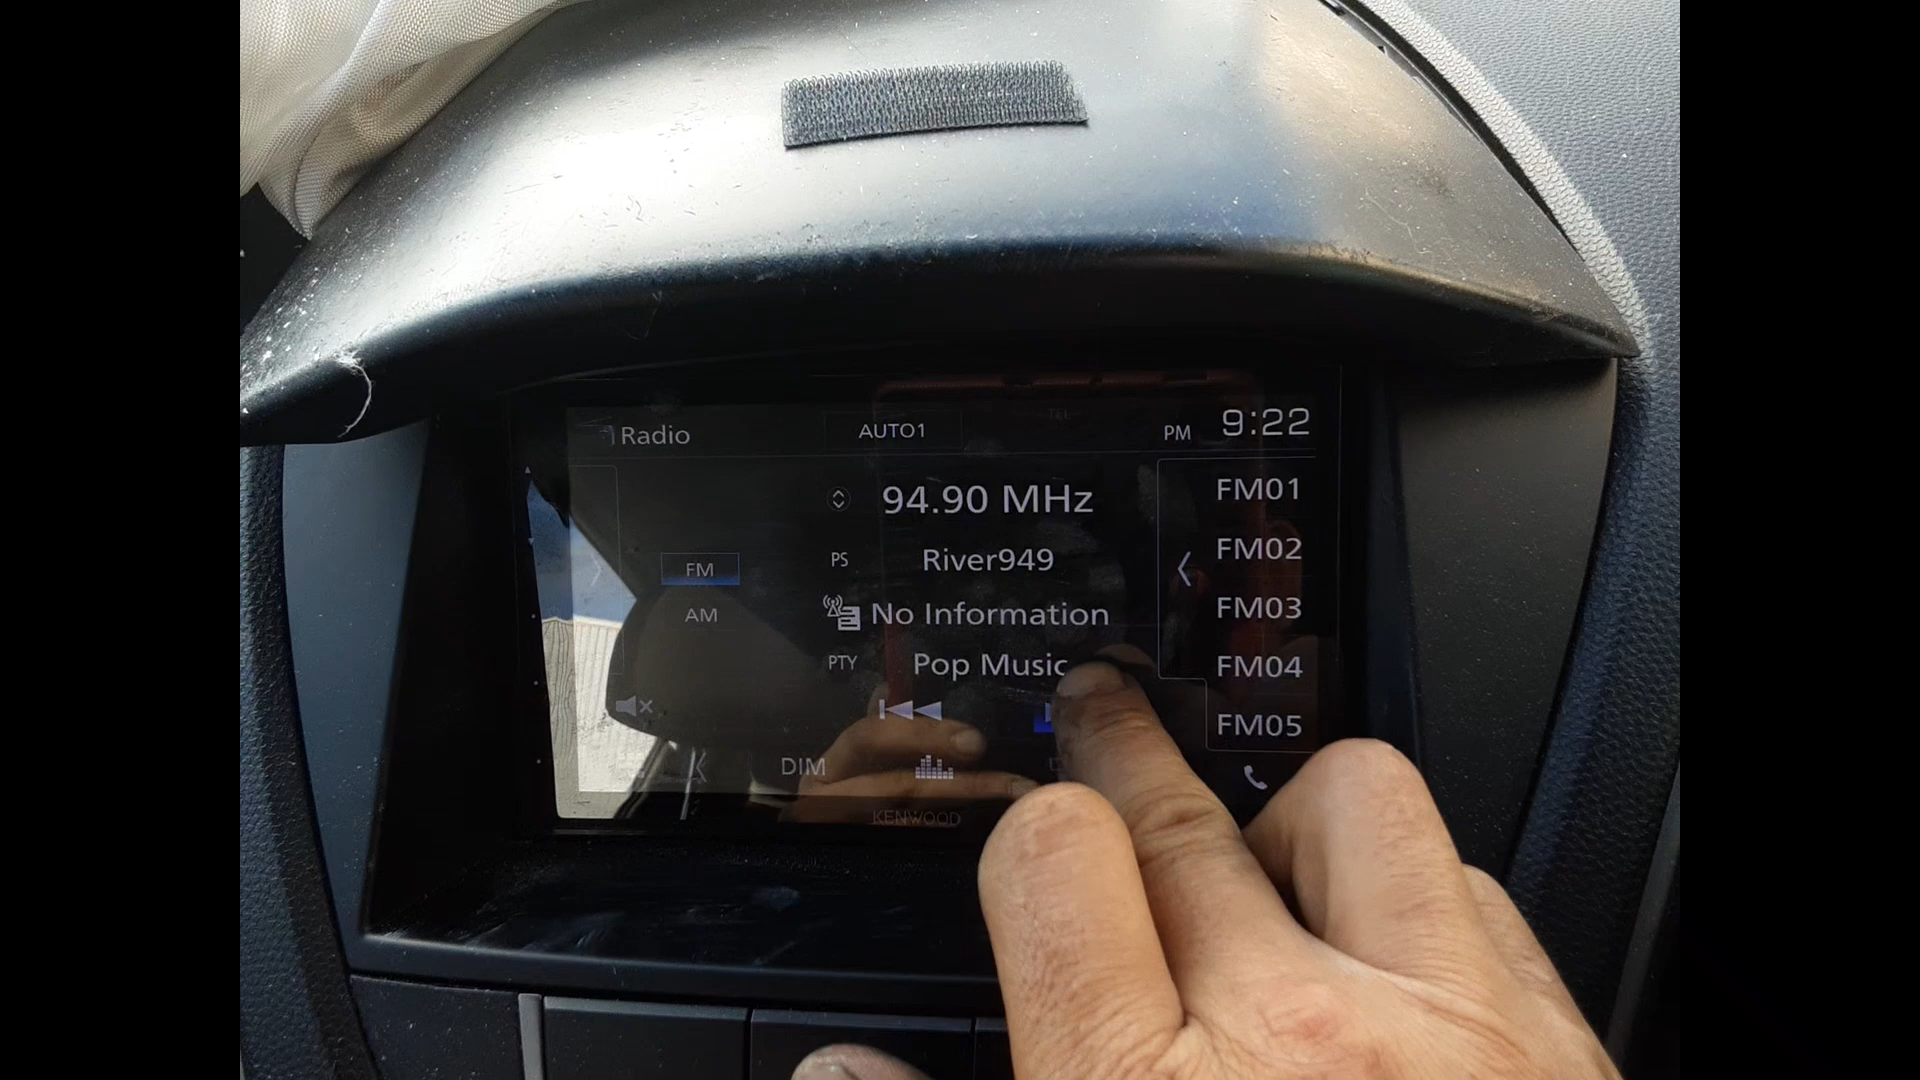 TEL
Radio
AUTO1
PM 9:22
94.90 MHz
FM01
PS River949
FM02
FM
No Information
FM03
AM
PTY Pop Music
FM04
FM05
DIM
KENWOOD